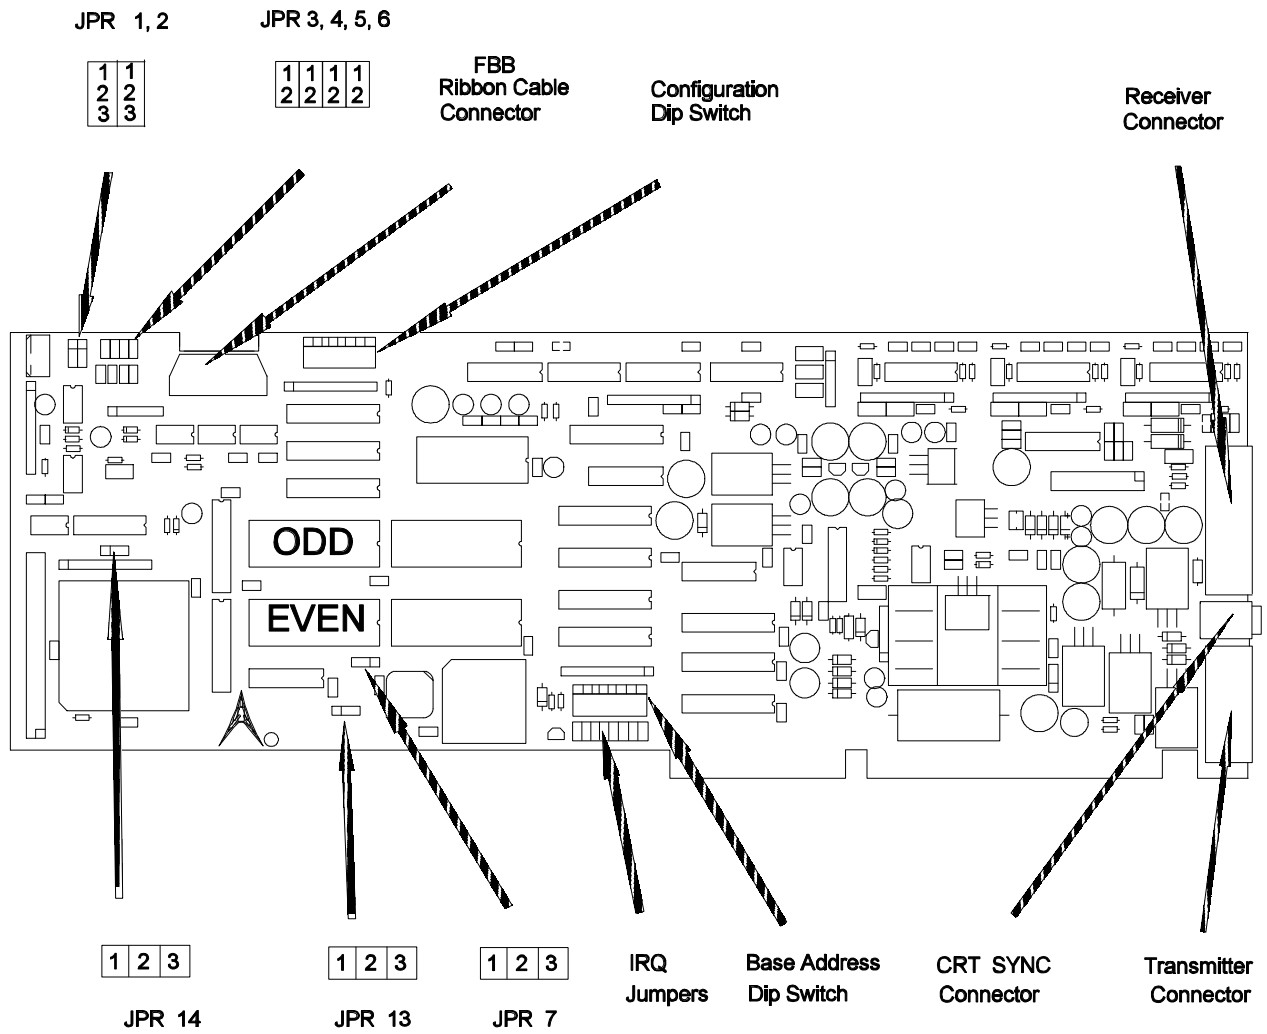 JPR 1, 2
JPR 3, 4, 5, 6
FBB
Ribbon Cable
Connector
Configuration
Dip Switch
Receiver
Connector
1 1
2 2
3 3
1 1 1 1
2 2 2 2
ODD
EVEN
1 2 3
JPR 14
1 2 3
JPR 13
1 2 3
JPR 7
IRQ
Jumpers
Base Address
Dip Switch
CRT SYNC
Connector
Transmitter
Connector